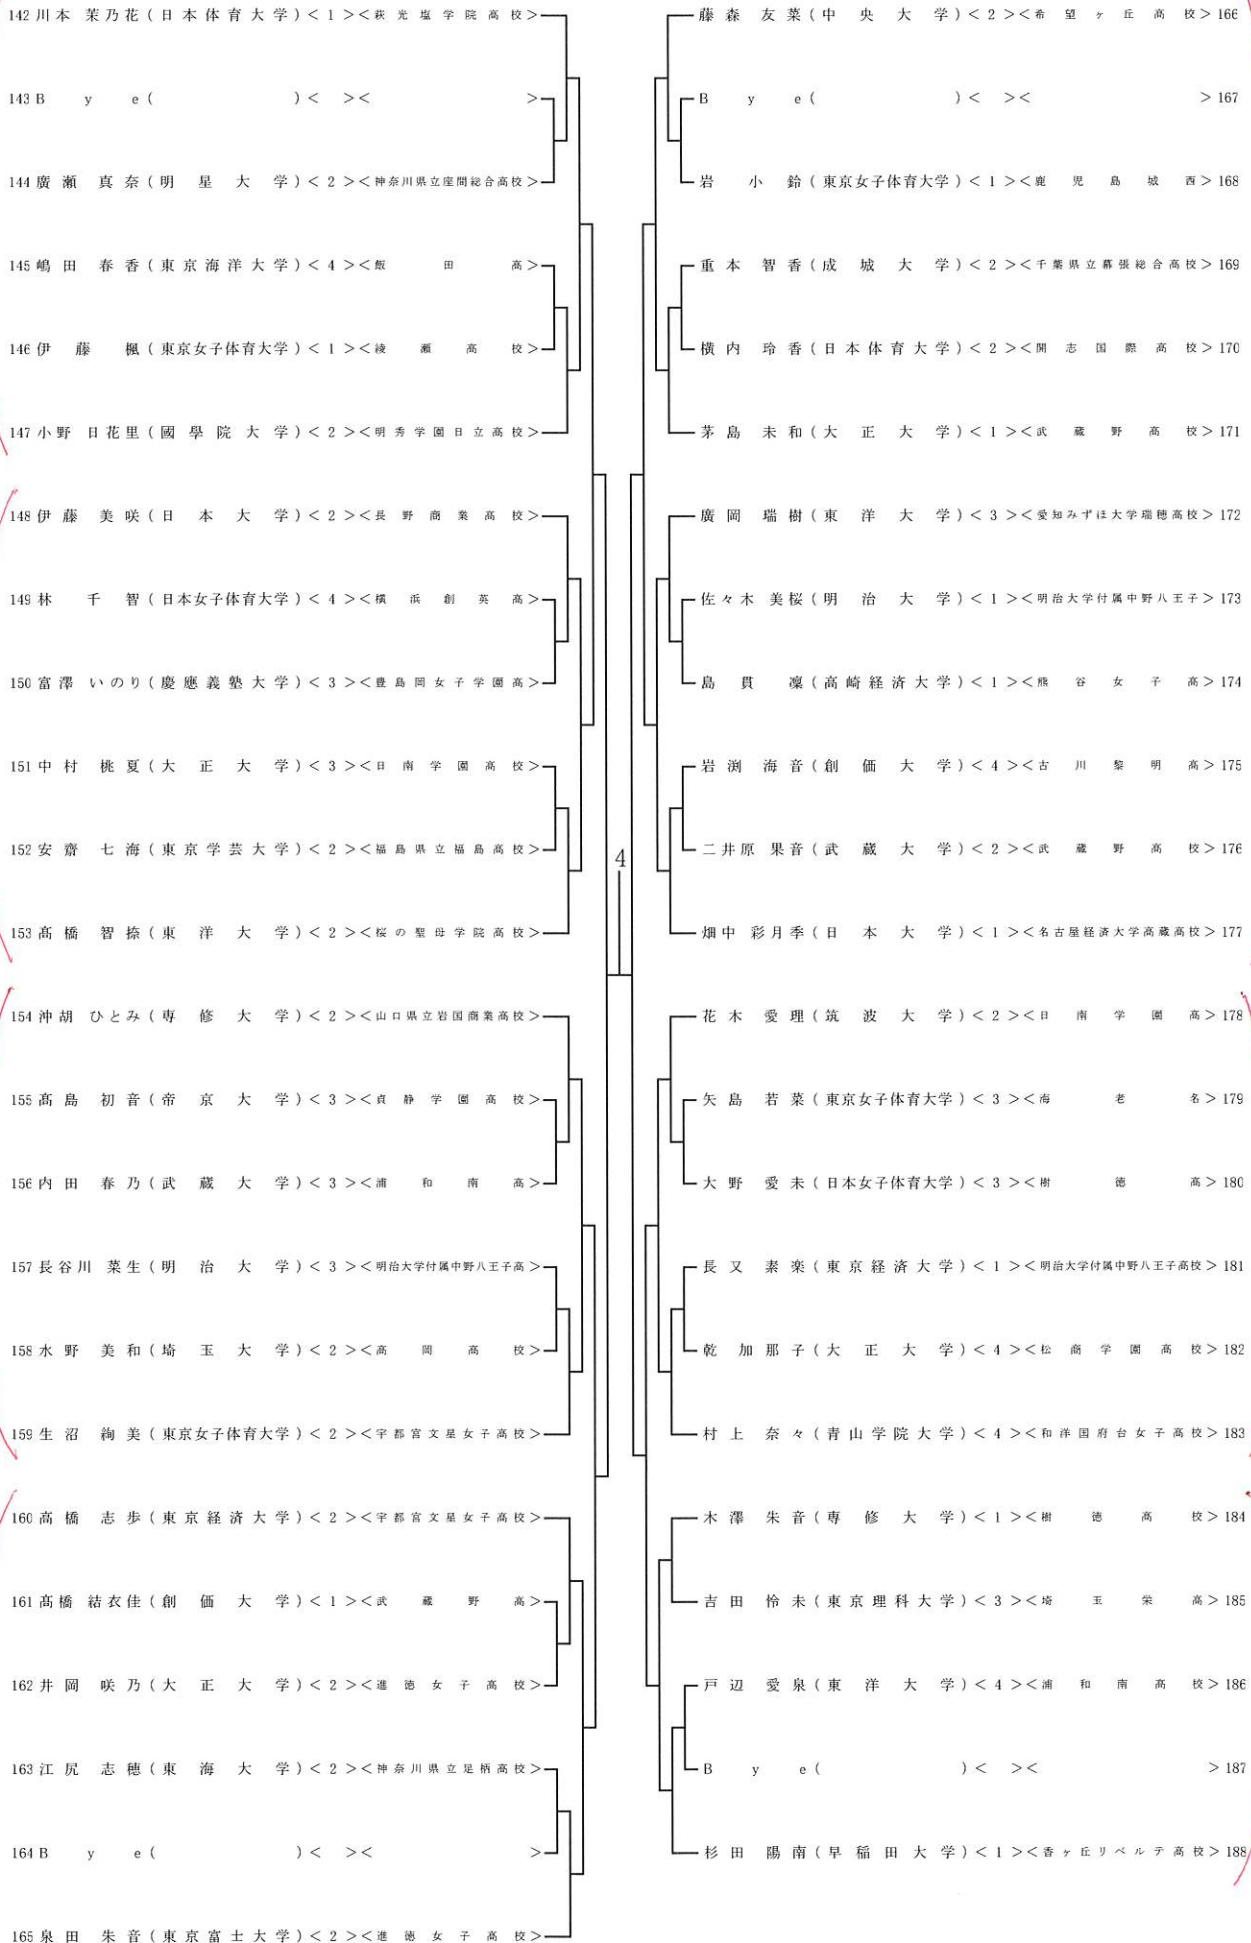 142 川本 茉乃花 (日本体育大学) < 1 > <萩光塩学院高校>
143 Bye ( ) < > < >
144 廣瀬 真奈 (明星大学) < 2 > <神奈川県立座間総合高校>
145 嶋田 春香 (東京海洋大学) < 4 > <飯田高>
146 伊藤 楓 (東京女子体育大学) < 1 > <綾瀬高校>
147 小野 日花里 (國學院大学) < 2 > <明秀学園日立高校>
148 伊藤 美咲 (日本大学) < 2 > <長野商業高校>
149 林 千智 (日本女子体育大学) < 4 > <横浜創英高>
150 富澤 いのり (慶應義塾大学) < 3 > <豊島岡女子学園高>
151 中村 桃夏 (大正大学) < 3 > <日南学園高校>
152 安齋 七海 (東京学芸大学) < 2 > <福島県立福島高校>
153 髙橋 智捺 (東洋大学) < 2 > <桜の聖母学院高校>
154 沖胡 ひとみ (専修大学) < 2 > <山口県立岩国商業高校>
155 髙島 初音 (帝京大学) < 3 > <貞静学園高校>
156 内田 春乃 (武蔵大学) < 3 > <浦和南高>
157 長谷川 菜生 (明治大学) < 3 > <明治大学付属中野八王子高>
158 水野 美和 (埼玉大学) < 2 > <高岡高校>
159 生沼 絢美 (東京女子体育大学) < 2 > <宇都宮文星女子高校>
160 高橋 志歩 (東京経済大学) < 2 > <宇都宮文星女子高校>
161 髙橋 結衣佳 (創価大学) < 1 > <武蔵野高>
162 井岡 咲乃 (大正大学) < 2 > <進徳女子高校>
163 江尻 志穂 (東海大学) < 2 > <神奈川県立足柄高校>
164 Bye ( ) < > < >
165 泉田 朱音 (東京富士大学) < 2 > <進徳女子高校>
4
藤森 友菜 (中央大学) < 2 > <希望ヶ丘高校> 166
Bye ( ) < > < > 167
岩 小鈴 (東京女子体育大学) < 1 > <鹿児島城西> 168
重本 智香 (成城大学) < 2 > <千葉県立幕張総合高校> 169
横内 玲香 (日本体育大学) < 2 > <開志国際高校> 170
茅島 未和 (大正大学) < 1 > <武蔵野高校> 171
廣岡 瑞樹 (東洋大学) < 3 > <愛知みずほ大学瑞穂高校> 172
佐々木 美桜 (明治大学) < 1 > <明治大学付属中野八王子> 173
島貫 凜 (高崎経済大学) < 1 > <熊谷女子高> 174
岩渕 海音 (創価大学) < 4 > <古川黎明高> 175
二井原 果音 (武蔵大学) < 2 > <武蔵野高校> 176
畑中 彩月季 (日本大学) < 1 > <名古屋経済大学高蔵高校> 177
花木 愛理 (筑波大学) < 2 > <日南学園高> 178
矢島 若菜 (東京女子体育大学) < 3 > <海老名> 179
大野 愛未 (日本女子体育大学) < 3 > <樹徳高> 180
長又 素楽 (東京経済大学) < 1 > <明治大学付属中野八王子高校> 181
乾 加那子 (大正大学) < 4 > <松商学園高校> 182
村上 奈々 (青山学院大学) < 4 > <和洋国府台女子高校> 183
木澤 朱音 (専修大学) < 1 > <樹徳高校> 184
吉田 怜未 (東京理科大学) < 3 > <埼玉栄高> 185
戸辺 愛泉 (東洋大学) < 4 > <浦和南高校> 186
Bye ( ) < > < > 187
杉田 陽南 (早稲田大学) < 1 > <香ヶ丘リベルテ高校> 188